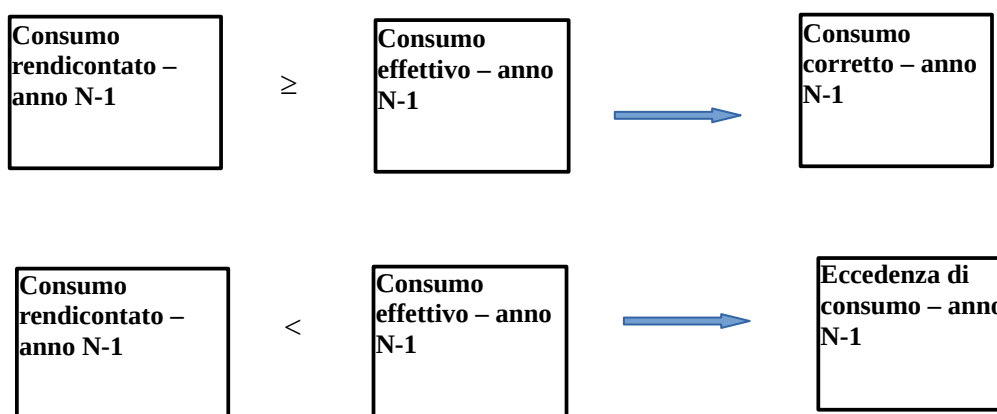 Consumo
rendicontato –
anno N-1
≥
Consumo
effettivo – anno
N-1
Consumo
corretto – anno
N-1
Consumo
rendicontato –
anno N-1
<
Consumo
effettivo – anno
N-1
Eccedenza di
consumo – anno
N-1